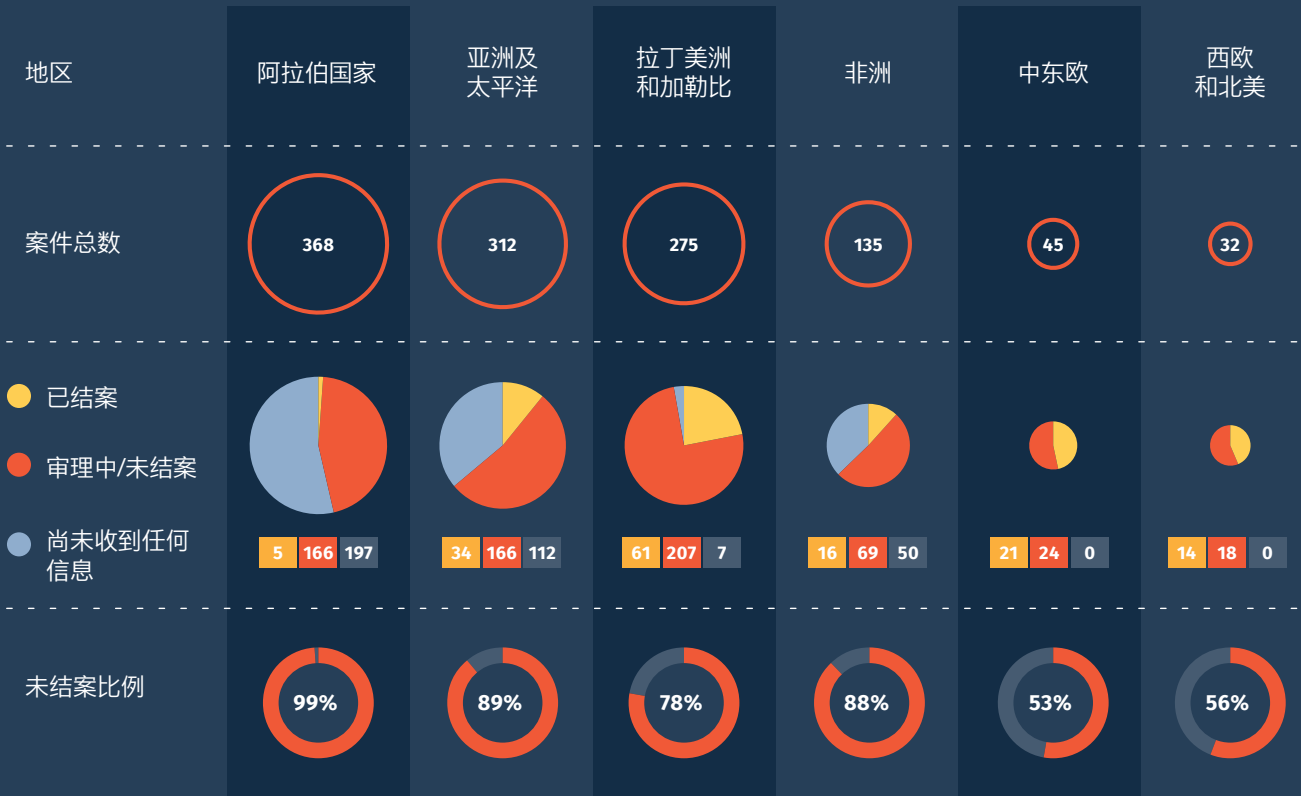 地区
阿拉伯国家
亚洲及
太平洋
拉丁美洲
和加勒比
非洲
中东欧
西欧
和北美
案件总数
368
312
275
135
45
32
已结案
审理中/未结案
尚未收到任何
信息
5 166 197
34 166 112
61 207 7
16 69 50
21 24 0
14 18 0
未结案比例
99%
89%
78%
88%
53%
56%